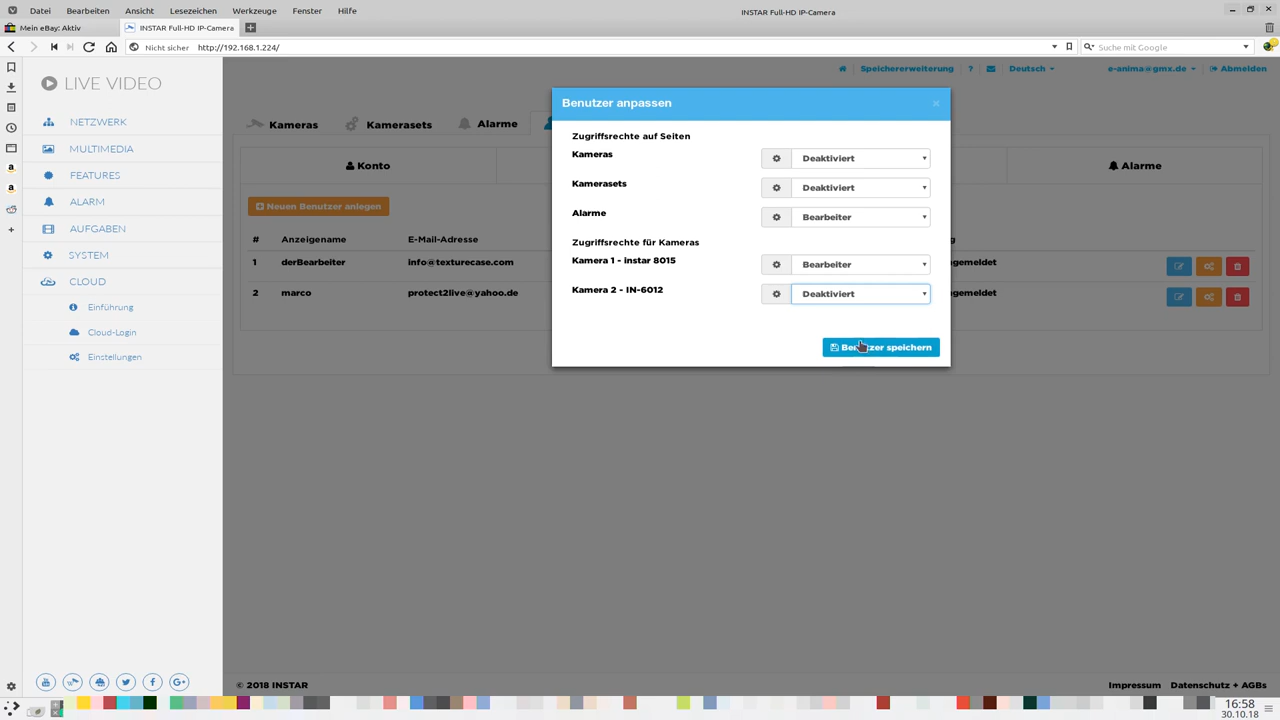 Datei Bearbeiten Ansicht Lesezeichen Werkzeuge Fenster Hilfe
INSTAR Full-HD IP-Camera
Mein eBay: Aktiv
INSTAR Full-HD IP-Camera
Nicht sicher http://192.168.1.224/
Suche mit Google
LIVE VIDEO
NETZWERK
MULTIMEDIA
FEATURES
ALARM
AUFGABEN
SYSTEM
CLOUD
Einführung
Cloud-Login
Einstellungen
Speichererweiterung ? Deutsch e-anima@gmx.de Abmelden
Kameras Kamerasets Alarme
Konto
Alarme
Neuen Benutzer anlegen
# Anzeigename E-Mail-Adresse
1 derBearbeiter info@texturecase.com
2 marco protect2live@yahoo.de
Benutzer anpassen ×
Zugriffsrechte auf Seiten
Kameras Deaktiviert
Kamerasets Deaktiviert
Alarme Bearbeiter
Zugriffsrechte für Kameras
Kamera 1 - instar 8015 Bearbeiter
Kamera 2 - IN-6012 Deaktiviert
Benutzer speichern
© 2018 INSTAR
Impressum Datenschutz + AGBs
16:58
30.10.18